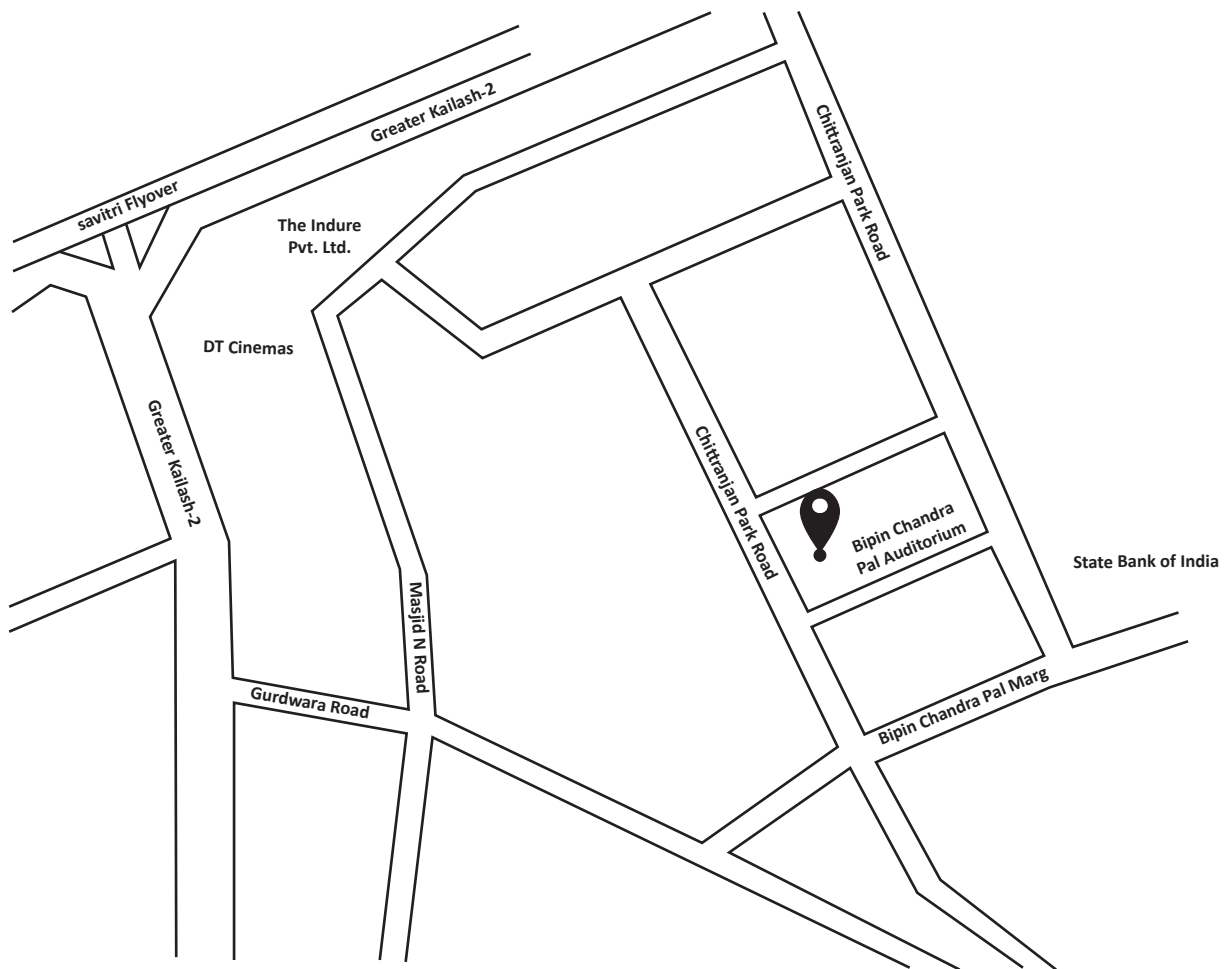 Greater Kailash-2
savitri Flyover
Chittranjan Park Road
The Indure
Pvt. Ltd.
DT Cinemas
Greater Kailash-2
Chittranjan Park Road
Bipin Chandra
Pal Auditorium
State Bank of India
Masjid N Road
Gurdwara Road
Bipin Chandra Pal Marg